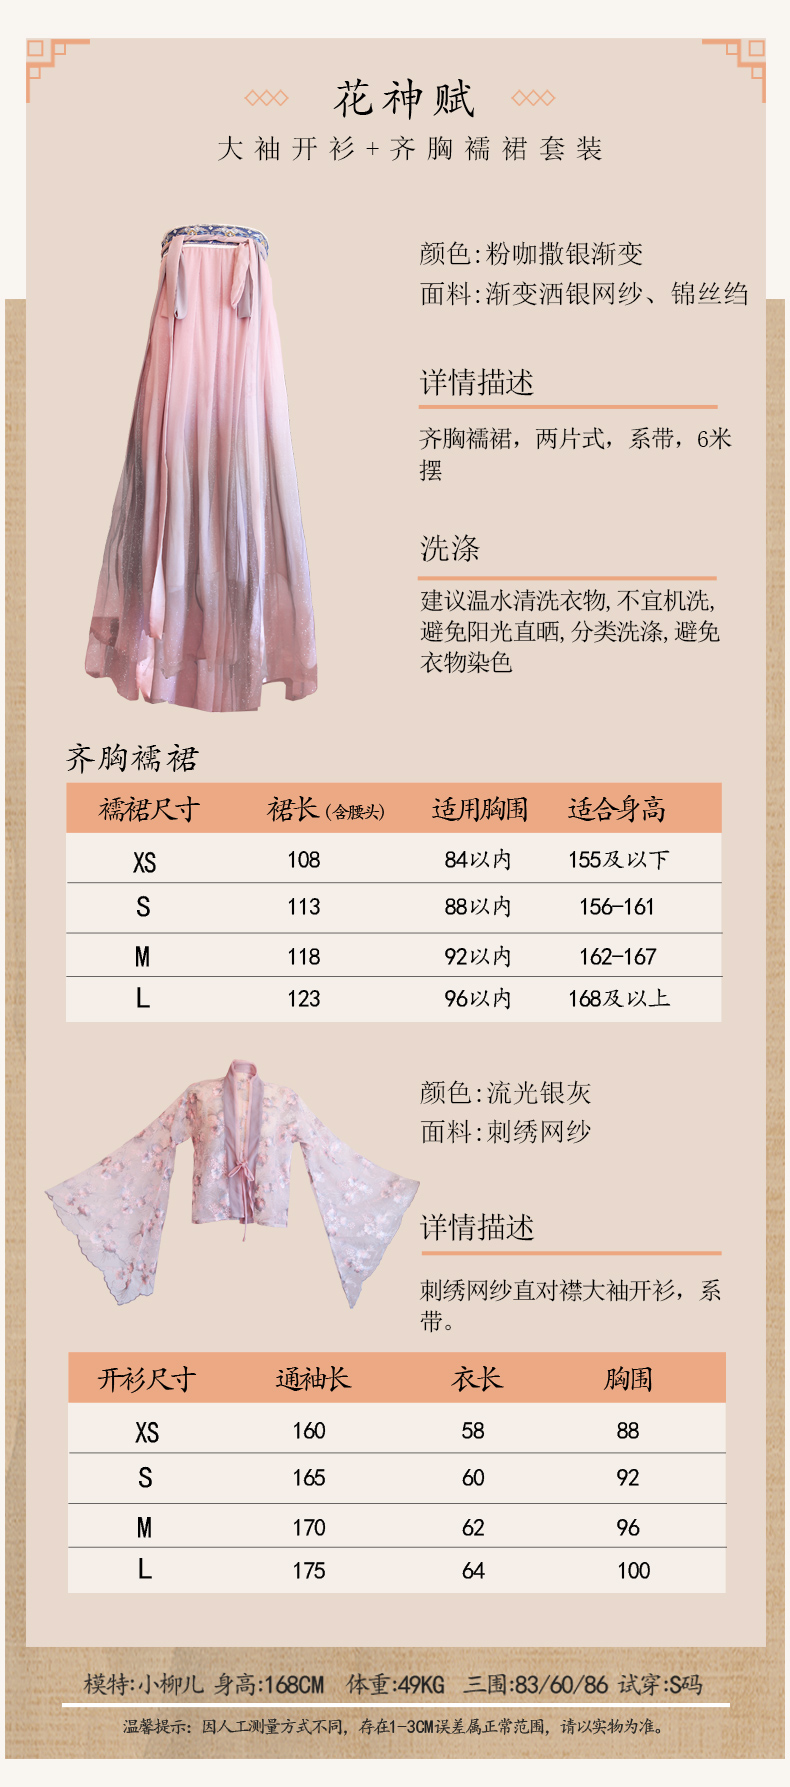 花神赋
大袖开衫+齐胸襦裙套装
颜色:粉咖撒银渐变
面料:渐变洒银网纱、锦丝绉
详情描述
齐胸襦裙，两片式，系带，6米
摆
洗涤
建议温水清洗衣物,不宜机洗,
避免阳光直晒,分类洗涤,避免
衣物染色
齐胸襦裙
襦裙尺寸 裙长(含腰头) 适用胸围 适合身高
XS 108 84以内 155及以下
S 113 88以内 156-161
M 118 92以内 162-167
L 123 96以内 168及以上
颜色:流光银灰
面料:刺绣网纱
详情描述
刺绣网纱直对襟大袖开衫，系
带。
开衫尺寸 通袖长 衣长 胸围
XS 160 58 88
S 165 60 92
M 170 62 96
L 175 64 100
模特:小柳儿 身高:168CM 体重:49KG 三围:83/60/86 试穿:S码
温馨提示：因人工测量方式不同，存在1-3CM误差属正常范围，请以实物为准。